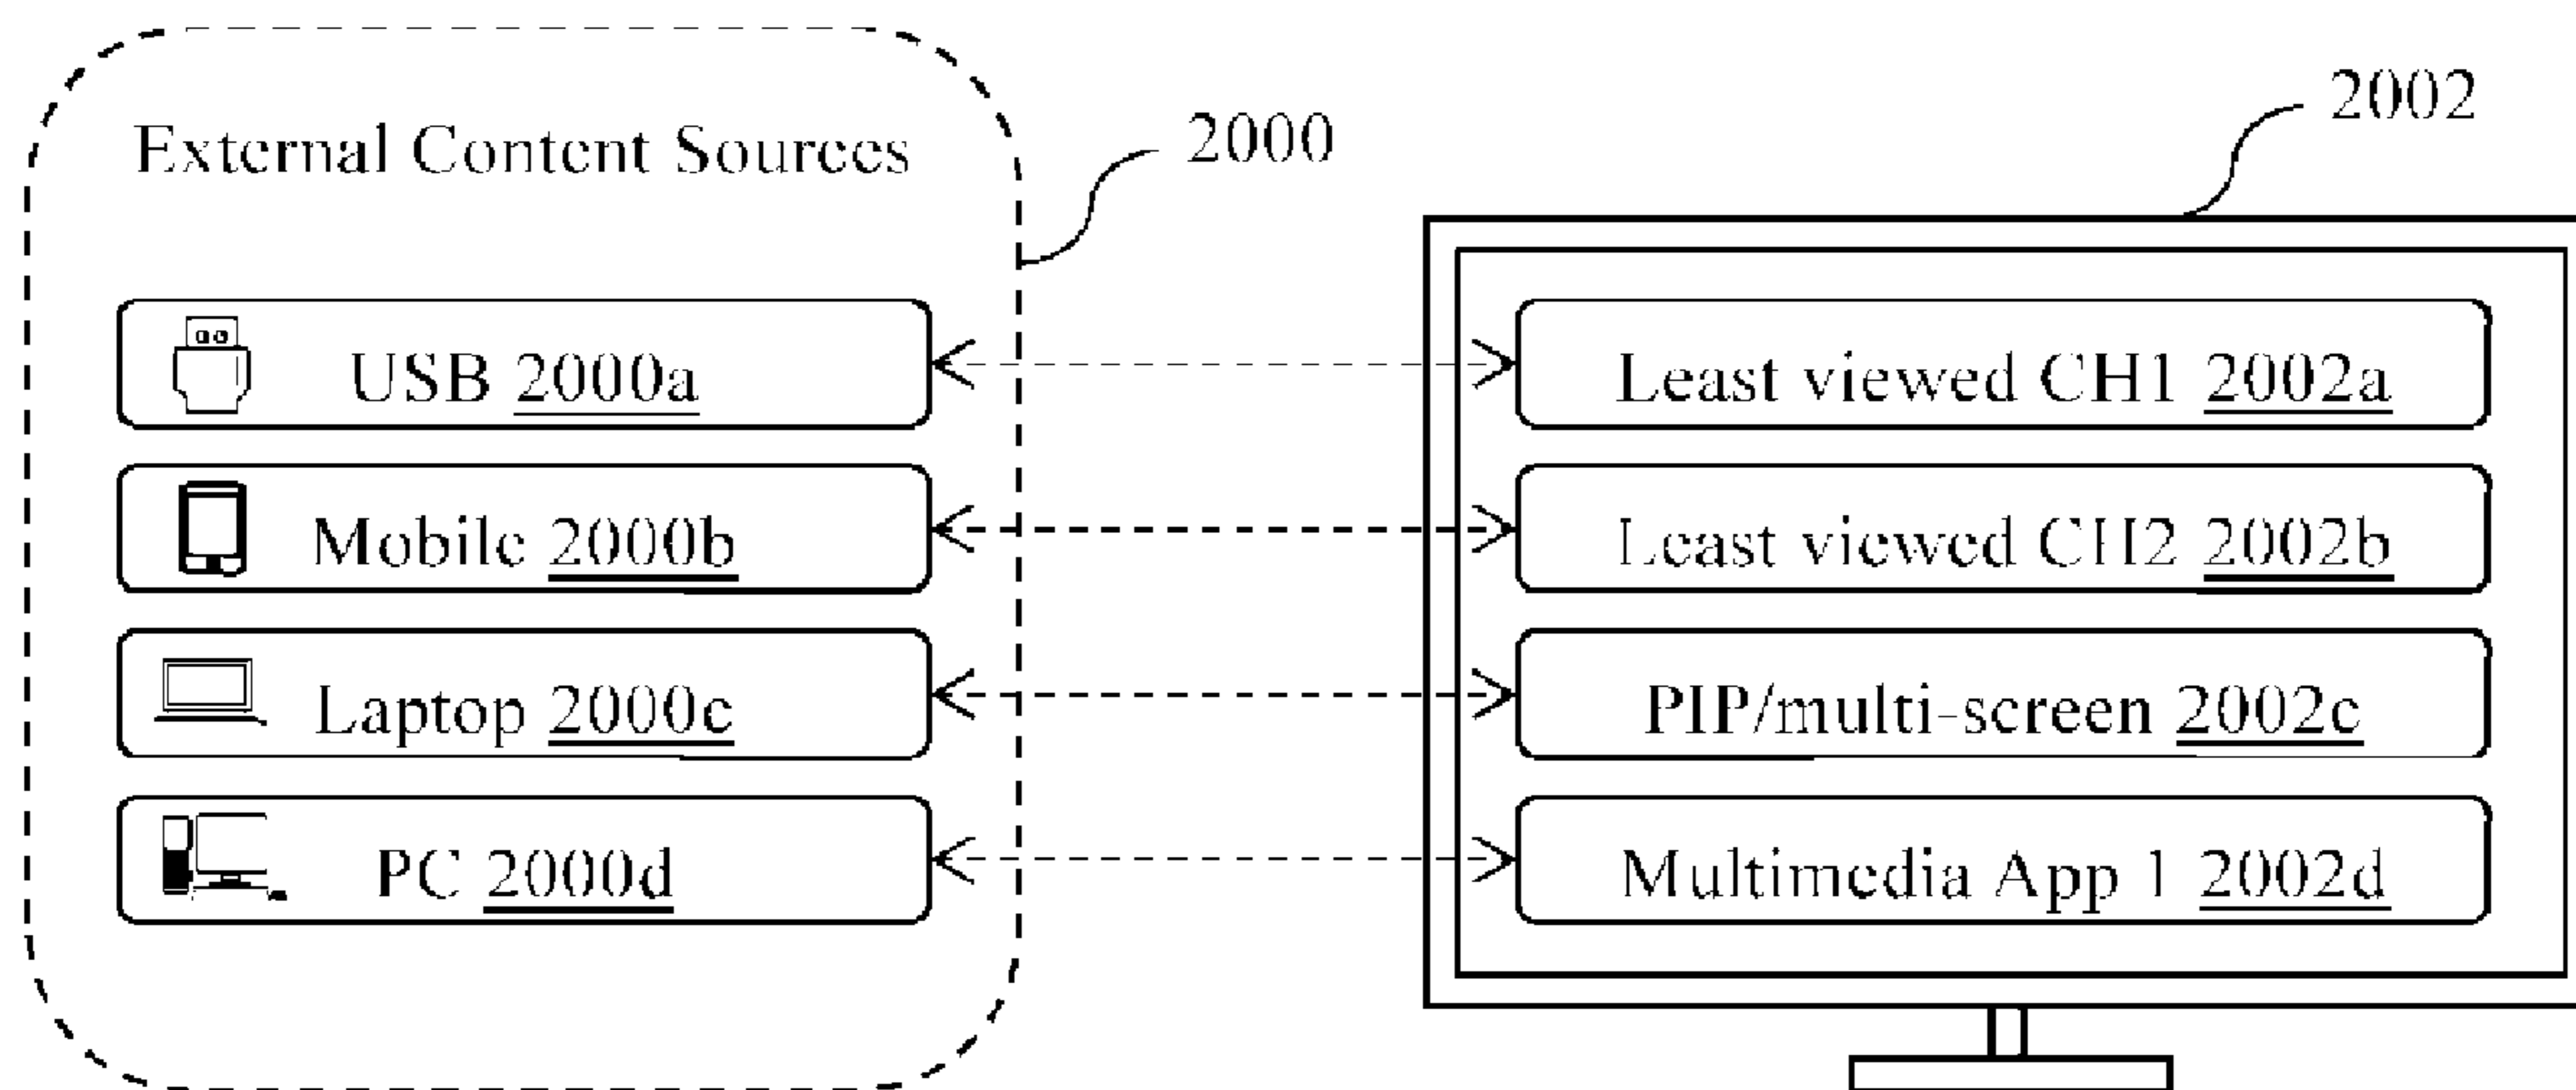 2002
2000
External Content Sources
USB 2000a
Least viewed CH1 2002a
Mobile 2000b
Least viewed CH2 2002b
Laptop 2000c
PIP/multi-screen 2002c
PC 2000d
Multimedia App 1 2002d